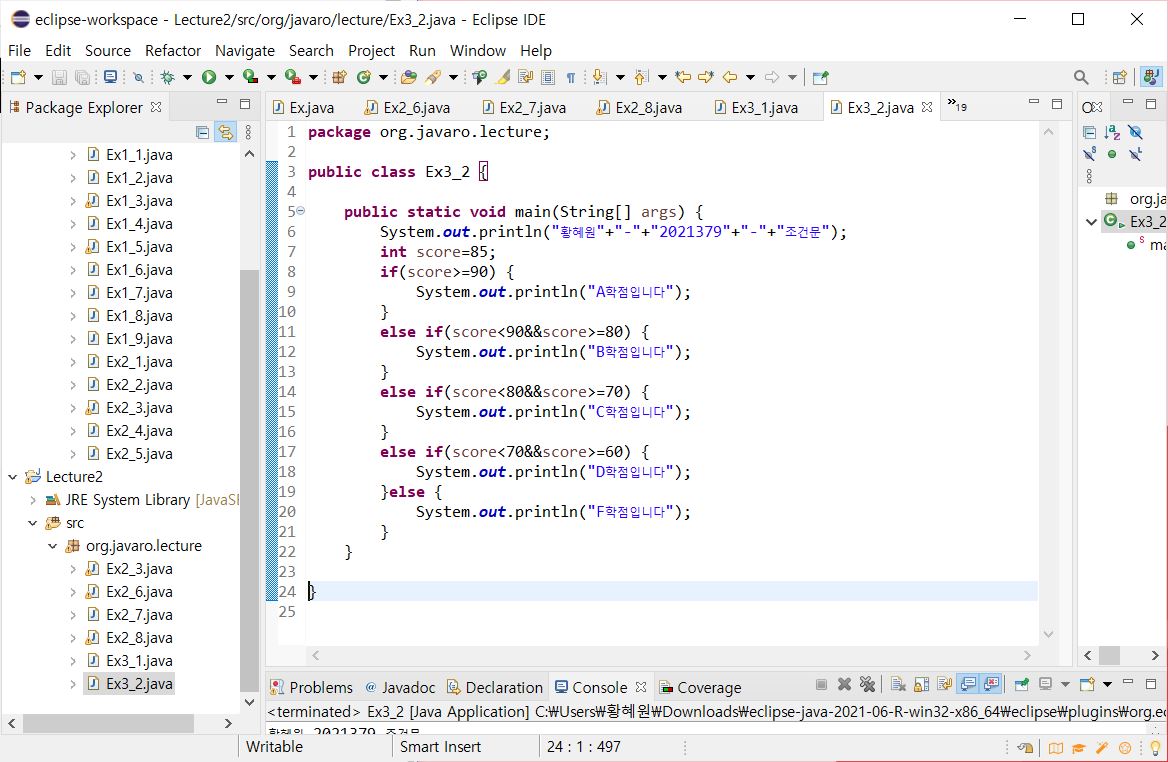 eclipse-workspace - Lecture2/src/org/javaro/lecture/Ex3_2.java - Eclipse IDE
File Edit Source Refactor Navigate Search Project Run Window Help
Package Explorer
Ex1_1.java
Ex1_2.java
Ex1_3.java
Ex1_4.java
Ex1_5.java
Ex1_6.java
Ex1_7.java
Ex1_8.java
Ex1_9.java
Ex2_1.java
Ex2_2.java
Ex2_3.java
Ex2_4.java
Ex2_5.java
Lecture2
JRE System Library [JavaSE
src
org.javaro.lecture
Ex2_3.java
Ex2_6.java
Ex2_7.java
Ex2_8.java
Ex3_1.java
Ex3_2.java
Ex.java Ex2_6.java Ex2_7.java Ex2_8.java Ex3_1.java Ex3_2.java »19
1 package org.javaro.lecture;
2
3 public class Ex3_2 {
4
5 public static void main(String[] args) {
6 System.out.println("황혜원"+"-"+"2021379"+"-"+"조건문");
7 int score=85;
8 if(score>=90) {
9 System.out.println("A학점입니다");
10 }
11 else if(score<90&&score>=80) {
12 System.out.println("B학점입니다");
13 }
14 else if(score<80&&score>=70) {
15 System.out.println("C학점입니다");
16 }
17 else if(score<70&&score>=60) {
18 System.out.println("D학점입니다");
19 }else {
20 System.out.println("F학점입니다");
21 }
22 }
23
24 }
25
org.ja
Ex3_2
ma
Problems @ Javadoc Declaration Console Coverage
<terminated> Ex3_2 [Java Application] C:₩Users₩황혜원₩Downloads₩eclipse-java-2021-06-R-win32-x86_64₩eclipse₩plugins₩org.ec
황혜원-2021379-조건문
Writable Smart Insert 24 : 1 : 497